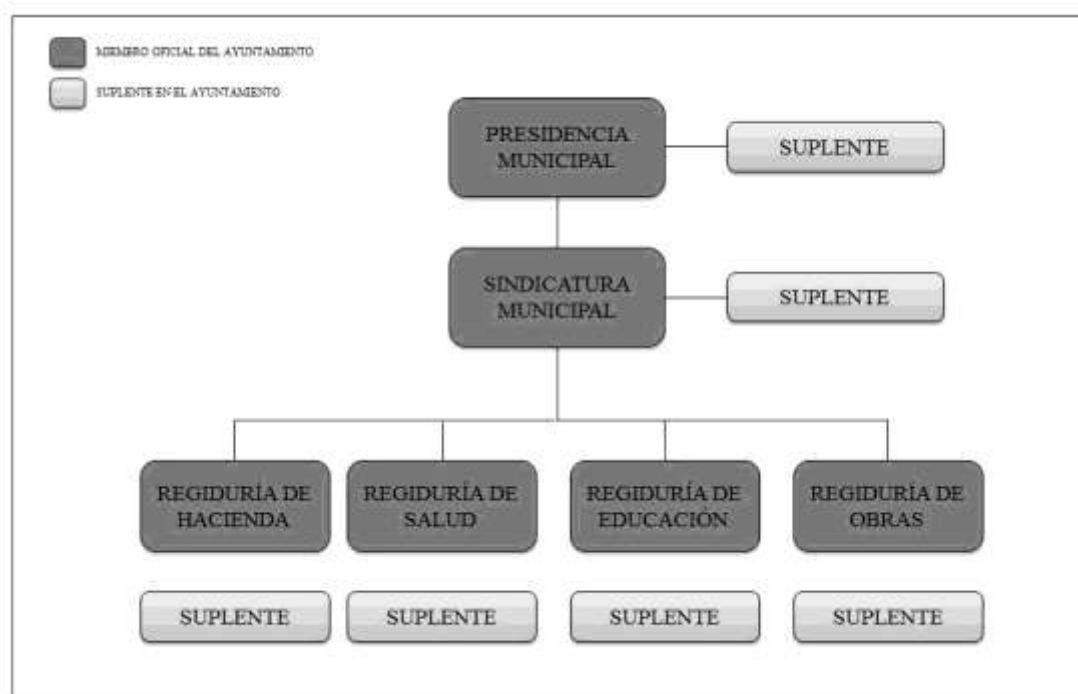 MIEMBRO OFICIAL DEL AYUNTAMIENTO
SUPLENTE EN EL AYUNTAMIENTO
PRESIDENCIA
MUNICIPAL
SUPLENTE
SINDICATURA
MUNICIPAL
SUPLENTE
REGIDURÍA DE
HACIENDA
REGIDURÍA DE
SALUD
REGIDURÍA DE
EDUCACIÓN
REGIDURÍA DE
OBRAS
SUPLENTE
SUPLENTE
SUPLENTE
SUPLENTE